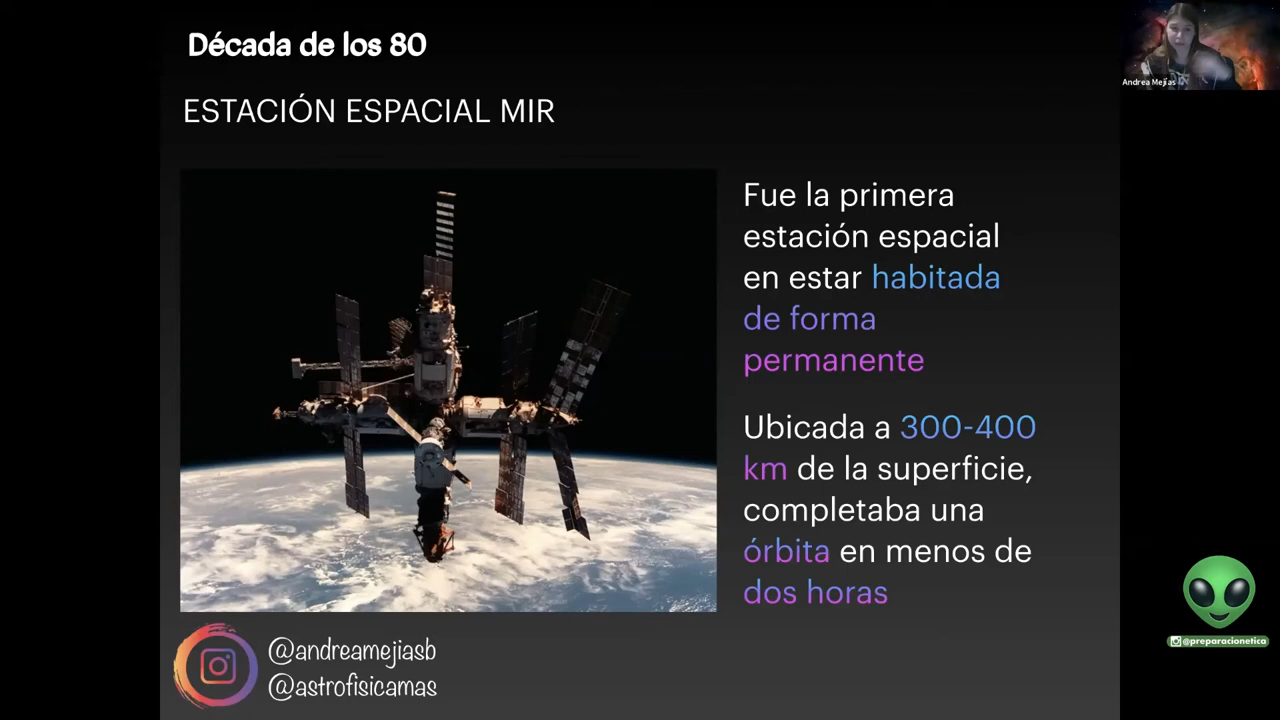 Década de los 80
ESTACIÓN ESPACIAL MIR
Fue la primera
estación espacial
en estar habitada
de forma
permanente
Ubicada a 300-400
km de la superficie,
completaba una
órbita en menos de
dos horas
@andreamejiasb
@astrofisicamas
Andrea Mejías
@preparacionetica